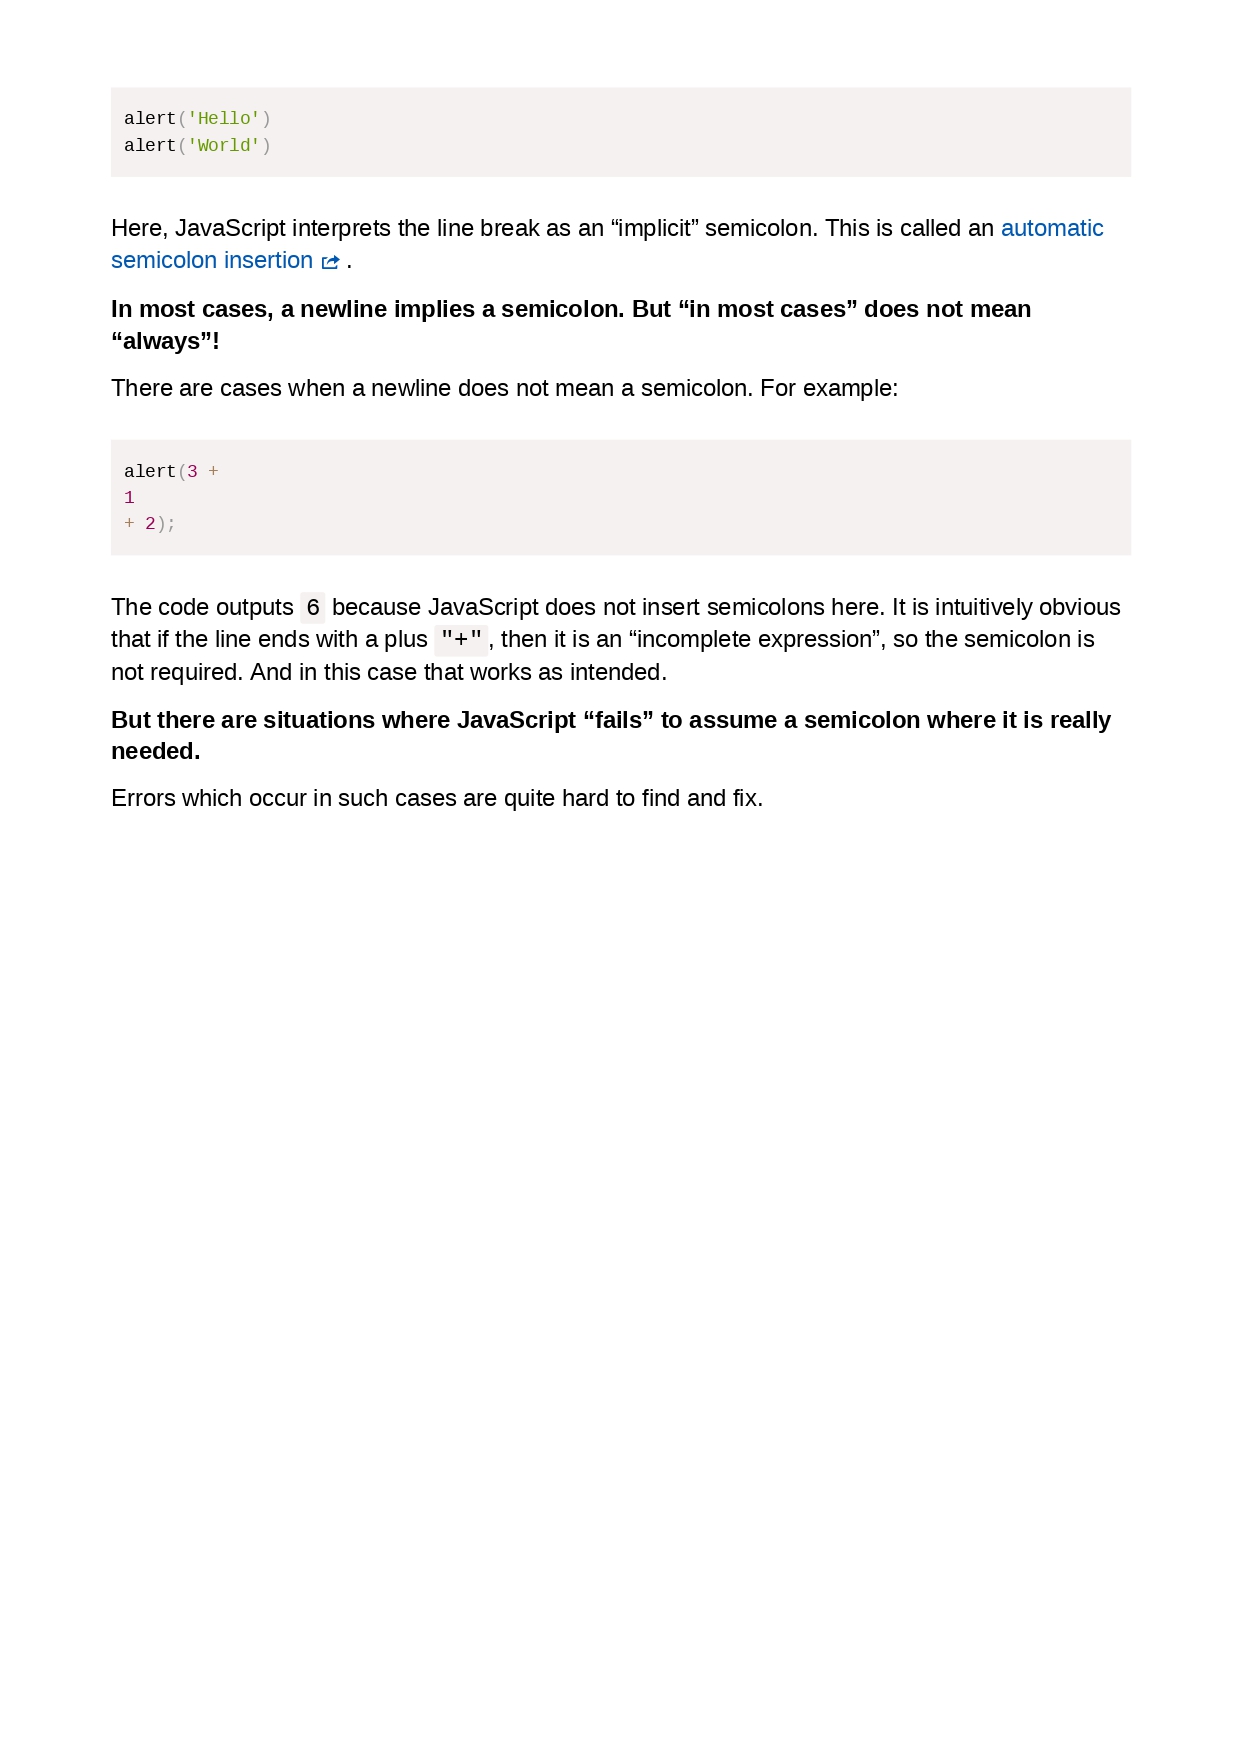 alert('Hello')
alert('World')
Here, JavaScript interprets the line break as an “implicit” semicolon. This is called an automatic
semicolon insertion .
In most cases, a newline implies a semicolon. But “in most cases” does not mean
“always”!
There are cases when a newline does not mean a semicolon. For example:
alert(3 +
1
+ 2);
The code outputs 6 because JavaScript does not insert semicolons here. It is intuitively obvious
that if the line ends with a plus "+", then it is an “incomplete expression”, so the semicolon is
not required. And in this case that works as intended.
But there are situations where JavaScript “fails” to assume a semicolon where it is really
needed.
Errors which occur in such cases are quite hard to find and fix.